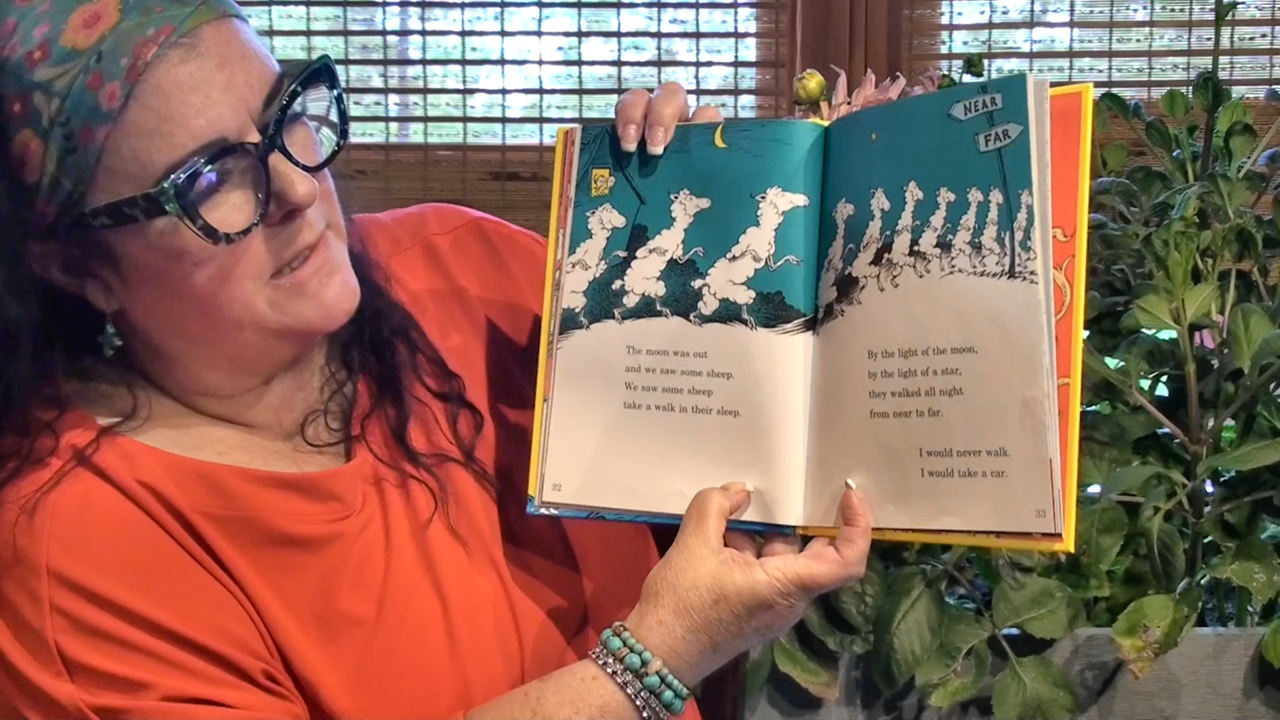 NEAR
FAR
The moon was out
and we saw some sheep.
We saw some sheep
take a walk in their sleep.
32
By the light of the moon,
by the light of a star,
they walked all night
from near to far.
I would never walk.
I would take a car.
33